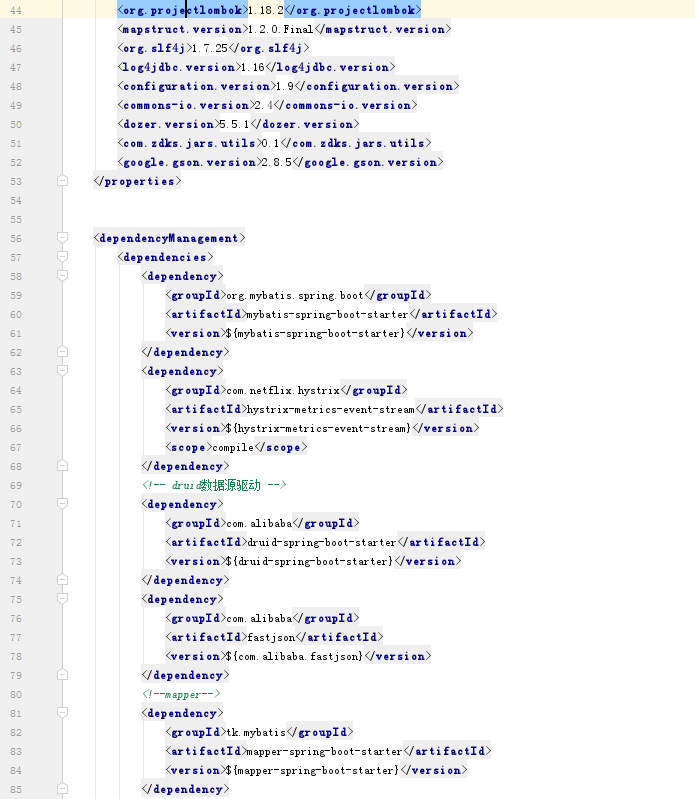 44 <org.projectlombok>1.18.2</org.projectlombok>
45 <mapstruct.version>1.2.0.Final</mapstruct.version>
46 <org.slf4j>1.7.25</org.slf4j>
47 <log4jdbc.version>1.16</log4jdbc.version>
48 <configuration.version>1.9</configuration.version>
49 <commons-io.version>2.4</commons-io.version>
50 <dozer.version>5.5.1</dozer.version>
51 <com.zdks.jars.utils>0.1</com.zdks.jars.utils>
52 <google.gson.version>2.8.5</google.gson.version>
53 </properties>
54
55
56 <dependencyManagement>
57 <dependencies>
58 <dependency>
59 <groupId>org.mybatis.spring.boot</groupId>
60 <artifactId>mybatis-spring-boot-starter</artifactId>
61 <version>${mybatis-spring-boot-starter}</version>
62 </dependency>
63 <dependency>
64 <groupId>com.netflix.hystrix</groupId>
65 <artifactId>hystrix-metrics-event-stream</artifactId>
66 <version>${hystrix-metrics-event-stream}</version>
67 <scope>compile</scope>
68 </dependency>
69 <!-- druid数据源驱动 -->
70 <dependency>
71 <groupId>com.alibaba</groupId>
72 <artifactId>druid-spring-boot-starter</artifactId>
73 <version>${druid-spring-boot-starter}</version>
74 </dependency>
75 <dependency>
76 <groupId>com.alibaba</groupId>
77 <artifactId>fastjson</artifactId>
78 <version>${com.alibaba.fastjson}</version>
79 </dependency>
80 <!--mapper-->
81 <dependency>
82 <groupId>tk.mybatis</groupId>
83 <artifactId>mapper-spring-boot-starter</artifactId>
84 <version>${mapper-spring-boot-starter}</version>
85 </dependency>